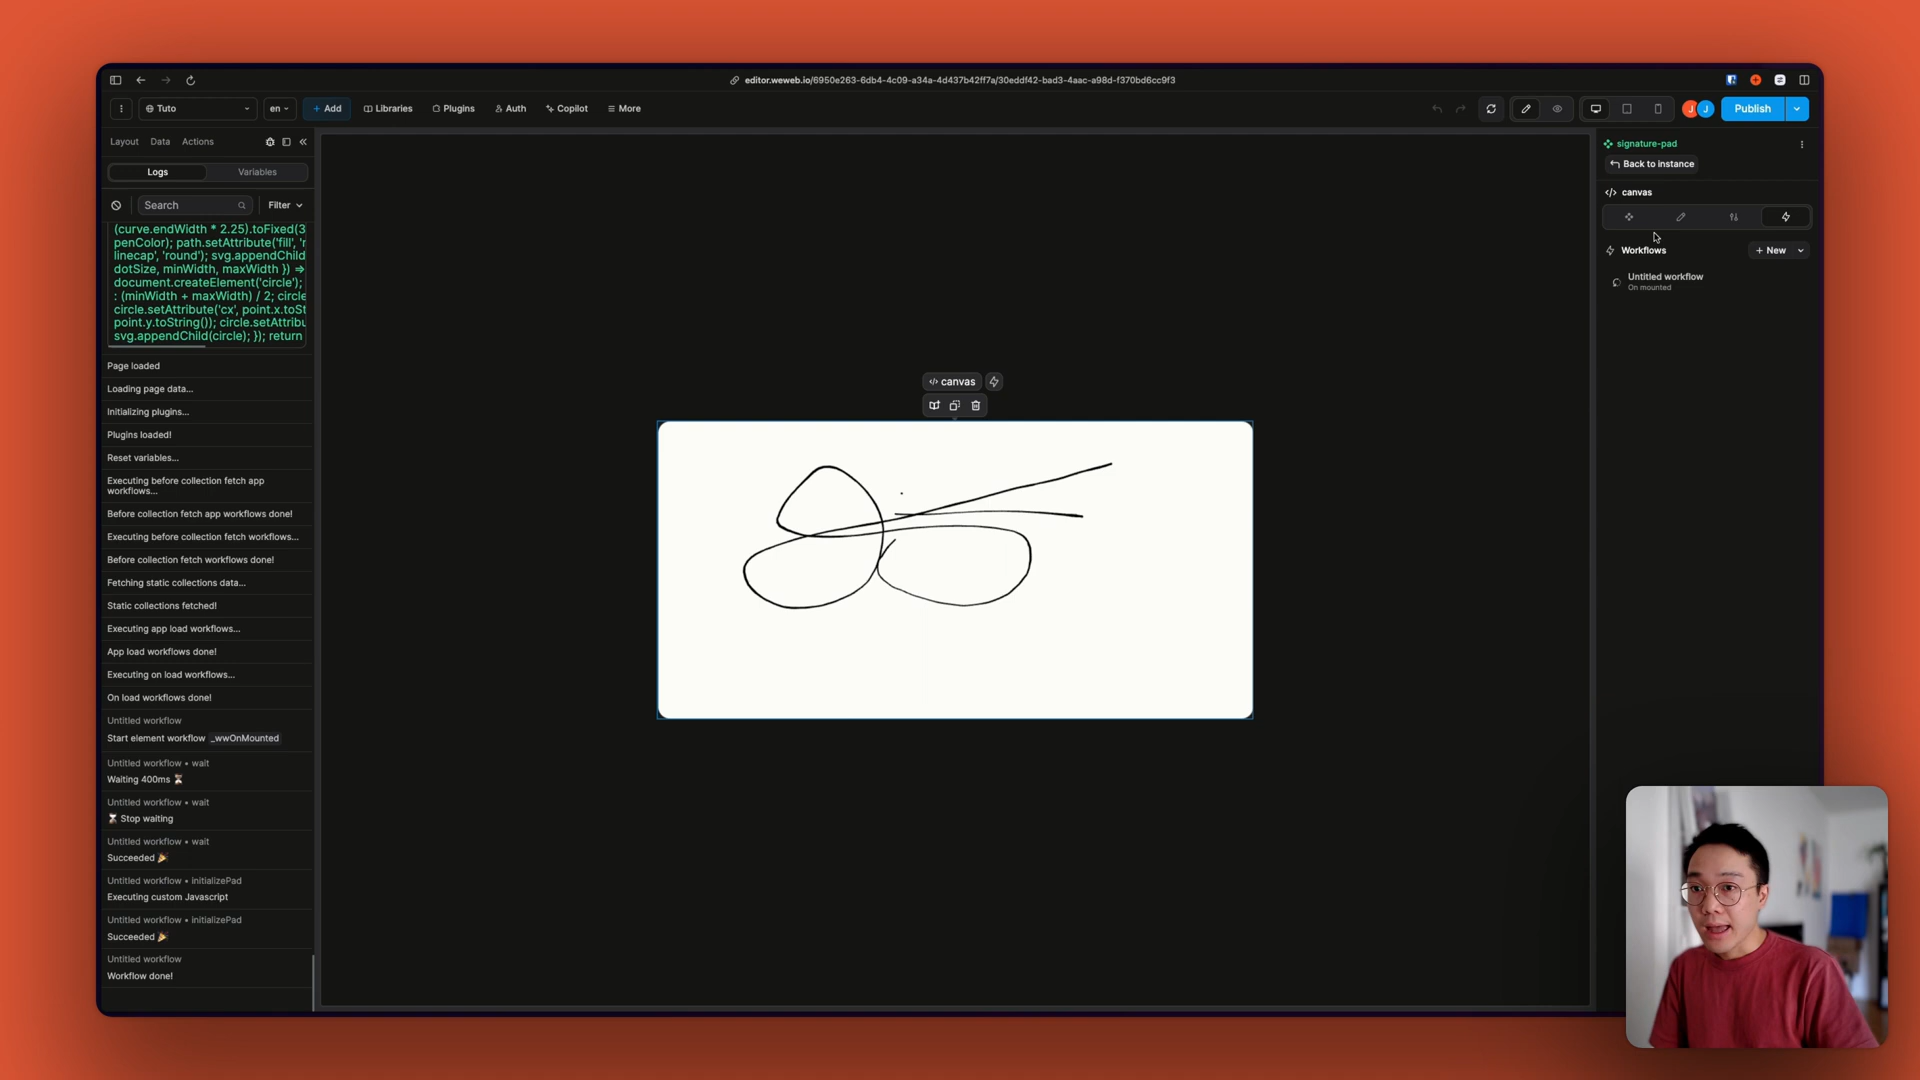 editor.weweb.io/6950e263-6db4-4c09-a34a-4d437b42ff7a/30eddf42-bad3-4aac-a98d-f370bd6cc9f3
Tuto
en
+ Add
Libraries
Plugins
Auth
Copilot
More
J
J
Publish
Layout
Data
Actions
Logs
Variables
Search
Filter
(curve.endWidth * 2.25).toFixed(3
penColor); path.setAttribute('fill', 'r
linecap', 'round'); svg.appendChild
dotSize, minWidth, maxWidth }) =>
document.createElement('circle');
: (minWidth + maxWidth) / 2; circle
circle.setAttribute('cx', point.x.toSt
point.y.toString()); circle.setAttribu
svg.appendChild(circle); }); return
Page loaded
Loading page data...
Initializing plugins...
Plugins loaded!
Reset variables...
Executing before collection fetch app
workflows...
Before collection fetch app workflows done!
Executing before collection fetch workflows...
Before collection fetch workflows done!
Fetching static collections data...
Static collections fetched!
Executing app load workflows...
App load workflows done!
Executing on load workflows...
On load workflows done!
Untitled workflow
Start element workflow _wwOnMounted
Untitled workflow • wait
Waiting 400ms ⏳
Untitled workflow • wait
⏳ Stop waiting
Untitled workflow • wait
Succeeded 🎉
Untitled workflow • initializePad
Executing custom Javascript
Untitled workflow • initializePad
Succeeded 🎉
Untitled workflow
Workflow done!
</> canvas
signature-pad
Back to instance
</> canvas
Workflows
+ New
Untitled workflow
On mounted